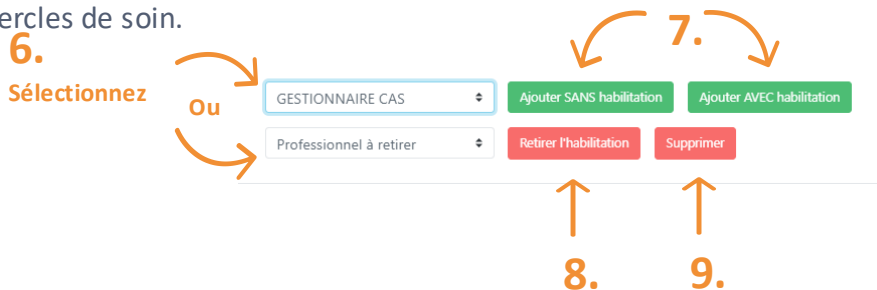 ercles de soin.
6.
Sélectionnez
Ou
7.
GESTIONNAIRE CAS
Ajouter SANS habilitation
Ajouter AVEC habilitation
Professionnel à retirer
Retirer l'habilitation
Supprimer
8.
9.